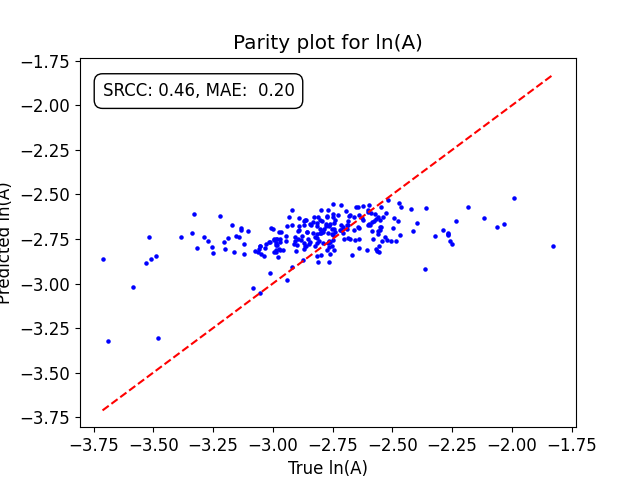 Parity plot for ln(A)
SRCC: 0.46, MAE:  0.20
−1.75
−2.00
−2.25
−2.50
−2.75
−3.00
−3.25
−3.50
−3.75
Predicted ln(A)
−3.75 −3.50 −3.25 −3.00 −2.75 −2.50 −2.25 −2.00 −1.75
True ln(A)